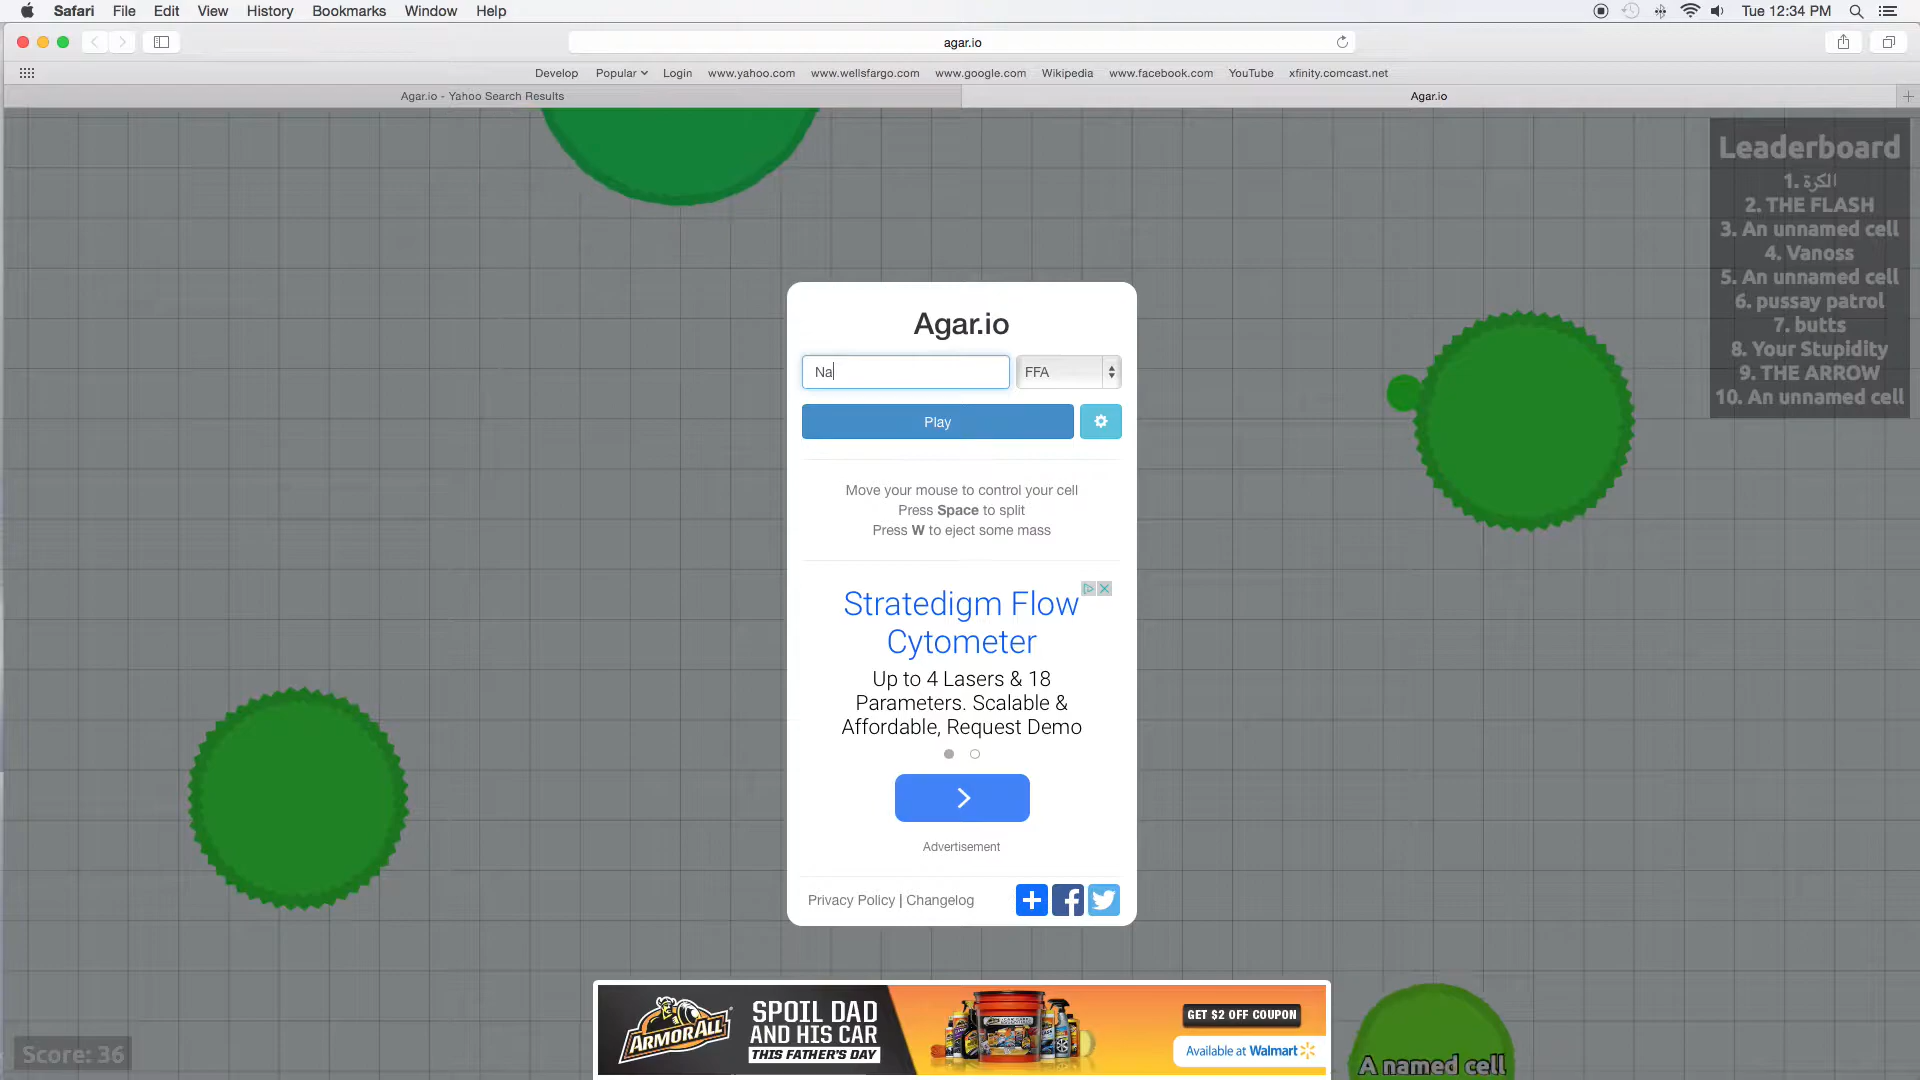 Safari File Edit View History Bookmarks Window Help
Tue 12:34 PM
agar.io
Develop Popular Login www.yahoo.com www.wellsfargo.com www.google.com Wikipedia www.facebook.com YouTube xfinity.comcast.net
Agar.io - Yahoo Search Results
Agar.io
Leaderboard
1. الكرة
2. THE FLASH
3. An unnamed cell
4. Vanoss
5. An unnamed cell
6. pussay patrol
7. butts
8. Your Stupidity
9. THE ARROW
10. An unnamed cell
Agar.io
Na
FFA
Play
Move your mouse to control your cell
Press Space to split
Press W to eject some mass
Stratedigm Flow
Cytometer
Up to 4 Lasers & 18
Parameters. Scalable &
Affordable, Request Demo
Advertisement
Privacy Policy | Changelog
ARMORALL
SPOIL DAD
AND HIS CAR
THIS FATHER'S DAY
GET $2 OFF COUPON
Available at Walmart
Score: 36
A named cell